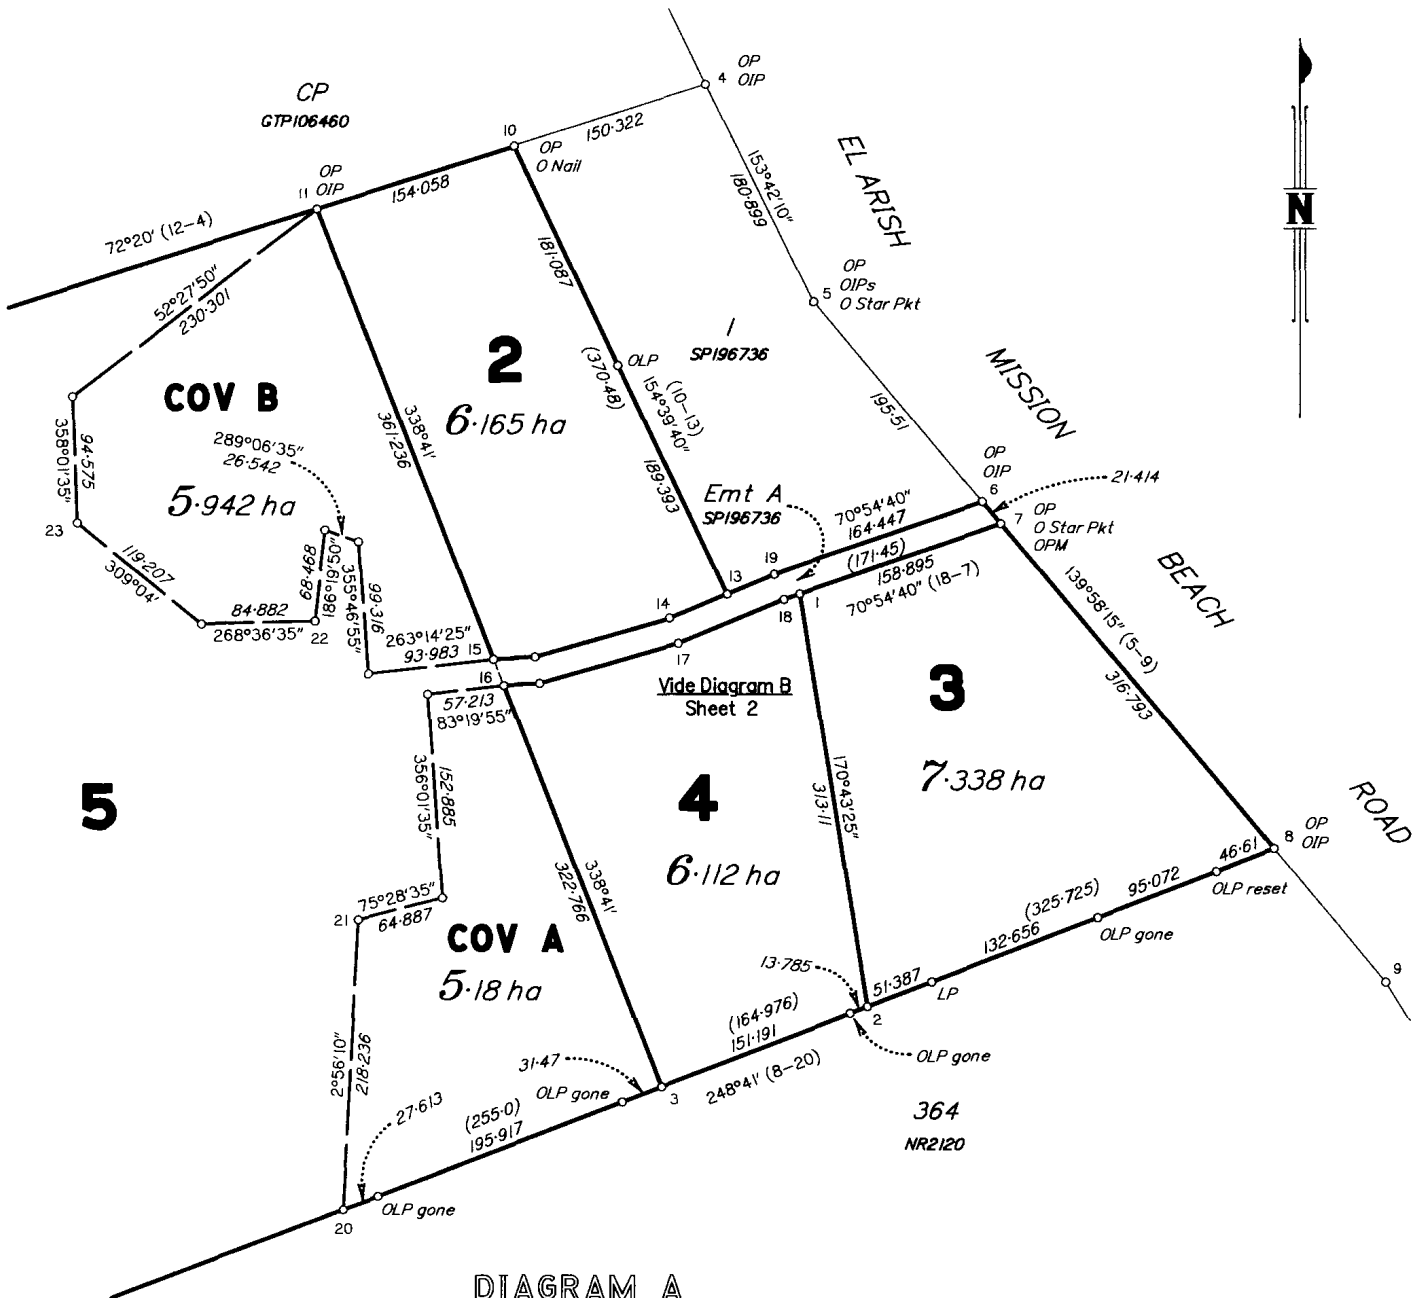 4
OP
OIP
CP
GTP106460
150·322
10
OP
O Nail
11
OP
OIP
154·058
72°20' (12-4)
153°42'10"
180·899
EL ARISH
N
52°27'50"
230·301
181·087
5
OP
OIPs
O Star Pkt
1
SP196736
2
6·165 ha
OLP
(370·48)
(10-13)
154°39'40"
189·393
195·51
MISSION
COV B
289°06'35"
26·542
5·942 ha
338°41'
361·236
94·575
358°01'35"
23
119·207
309°04'
68·468
186°19'50"
355°46'55"
99·316
84·882
268°36'35"
22
263°14'25"
93·983
15
Emt A
SP196736
70°54'40"
164·447
(171·45)
158·895
70°54'40" (18-7)
OP
OIP
6
21·414
7
OP
O Star Pkt
OPM
19
13
14
18
1
17
16
57·213
83°19'55"
Vide Diagram B
Sheet 2
BEACH
139°58'15" (5-9)
316·793
3
7·338 ha
5
152·885
356°01'35"
4
6·112 ha
170°43'25"
313·11
ROAD
8
OP
OIP
46·61
OLP reset
95·072
(325·725)
OLP gone
132·656
75°28'35"
64·887
21
COV A
5·18 ha
338°41'
322·766
13·785
51·387
LP
2
9
(164·976)
151·191
OLP gone
248°41' (8-20)
2°56'10"
218·236
31·47
OLP gone
3
27·613
(255·0)
195·917
OLP gone
20
364
NR2120
DIAGRAM A